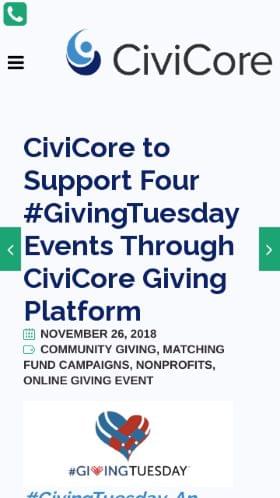 CiviCore
CiviCore to
Support Four
#GivingTuesday
Events Through
CiviCore Giving
Platform
NOVEMBER 26, 2018
COMMUNITY GIVING, MATCHING
FUND CAMPAIGNS, NONPROFITS,
ONLINE GIVING EVENT
#GIVINGTUESDAY
#GivingTuesday, An